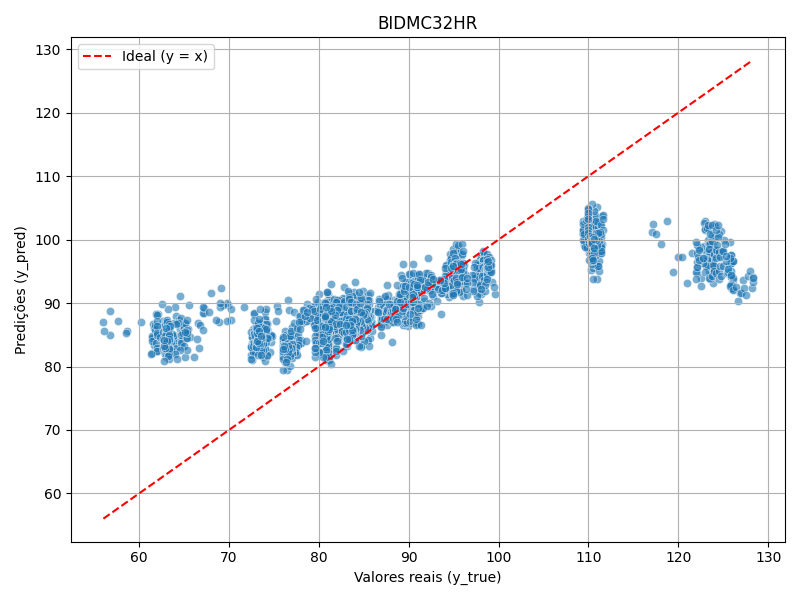 BIDMC32HR
Ideal (y = x)
130
120
110
100
90
80
70
60
Predições (y_pred)
60 70 80 90 100 110 120 130
Valores reais (y_true)